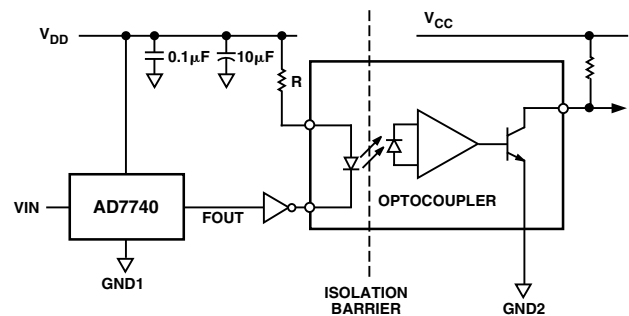 VDD
VCC
0.1μF
10μF
R
VIN
AD7740
FOUT
OPTOCOUPLER
GND1
ISOLATION
BARRIER
GND2